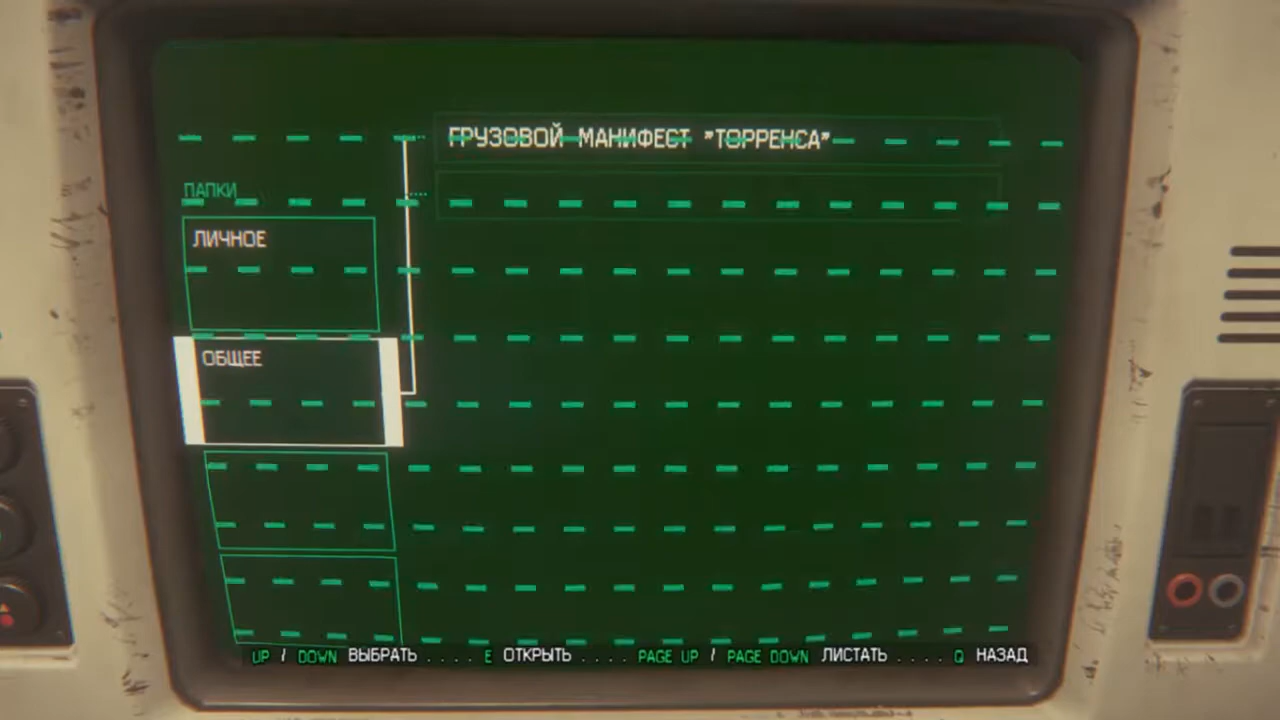 ГРУЗОВОЙ МАНИФЕСТ "ТОРРЕНСА"
ПАПКИ
ЛИЧНОЕ
ОБЩЕЕ
UP / DOWN ВЫБРАТЬ .... E ОТКРЫТЬ .... PAGE UP / PAGE DOWN ЛИСТАТЬ .... Q НАЗАД